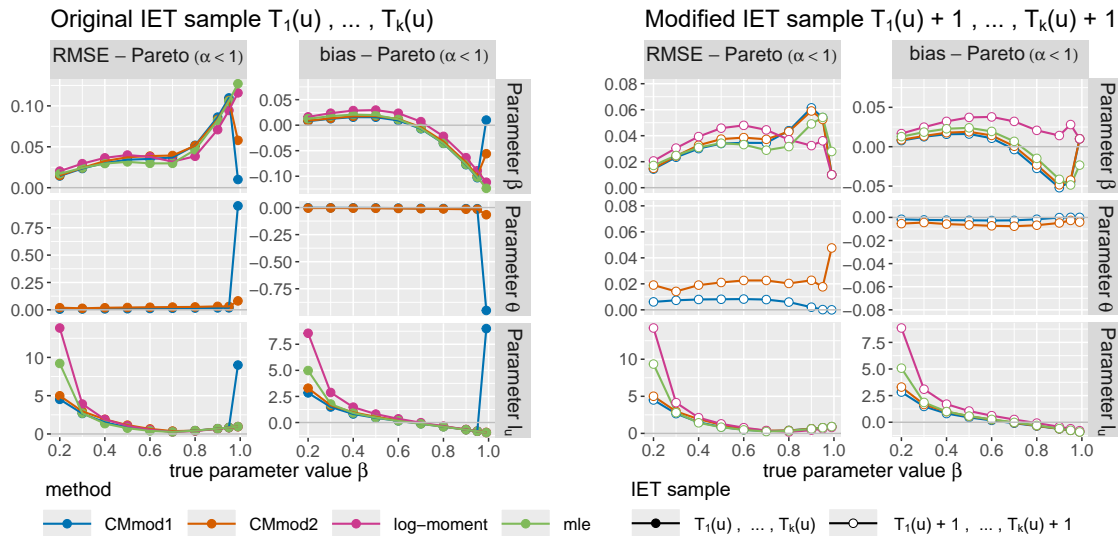 Original IET sample T₁(u) , ... , Tₖ(u)
Modified IET sample T₁(u) + 1 , ... , Tₖ(u) + 1
RMSE − Pareto (α < 1)
bias − Pareto (α < 1)
RMSE − Pareto (α < 1)
bias − Pareto (α < 1)
0.10
0.05
0.00
0.05
0.00
−0.05
−0.10
Parameter β
0.08
0.06
0.04
0.02
0.00
0.05
0.00
−0.05
Parameter β
0.75
0.50
0.25
0.00
0.00
−0.25
−0.50
−0.75
Parameter θ
0.08
0.06
0.04
0.02
0.00
0.00
−0.02
−0.04
−0.06
−0.08
Parameter θ
10
5
0
7.5
5.0
2.5
0.0
Parameter Iᵤ
15
10
5
0
7.5
5.0
2.5
0.0
Parameter Iᵤ
0.2 0.4 0.6 0.8 1.0 0.2 0.4 0.6 0.8 1.0
0.2 0.4 0.6 0.8 1.0 0.2 0.4 0.6 0.8 1.0
true parameter value β
true parameter value β
method
IET sample
CMmod1 CMmod2 log−moment mle
T₁(u) , ... , Tₖ(u) T₁(u) + 1 , ... , Tₖ(u) + 1